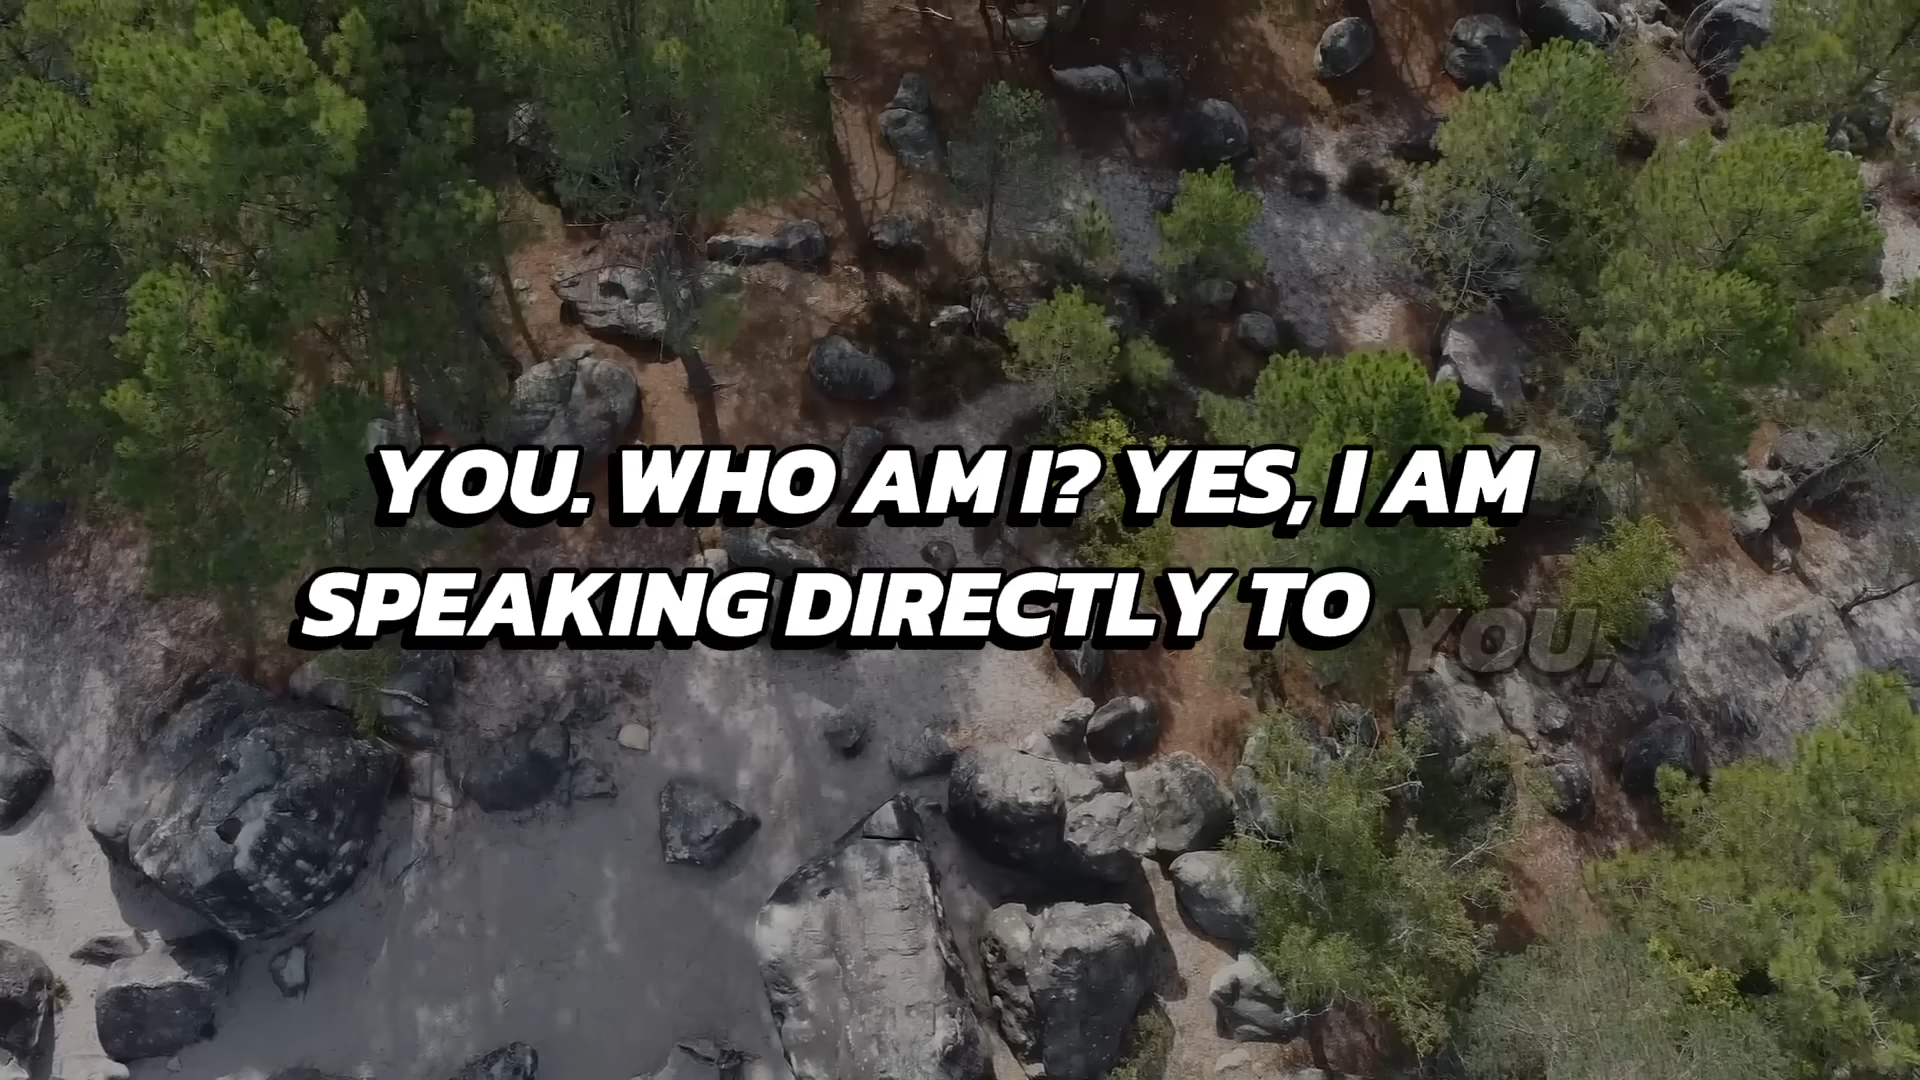 YOU. WHO AM I? YES, I AM
SPEAKING DIRECTLY TO YOU,